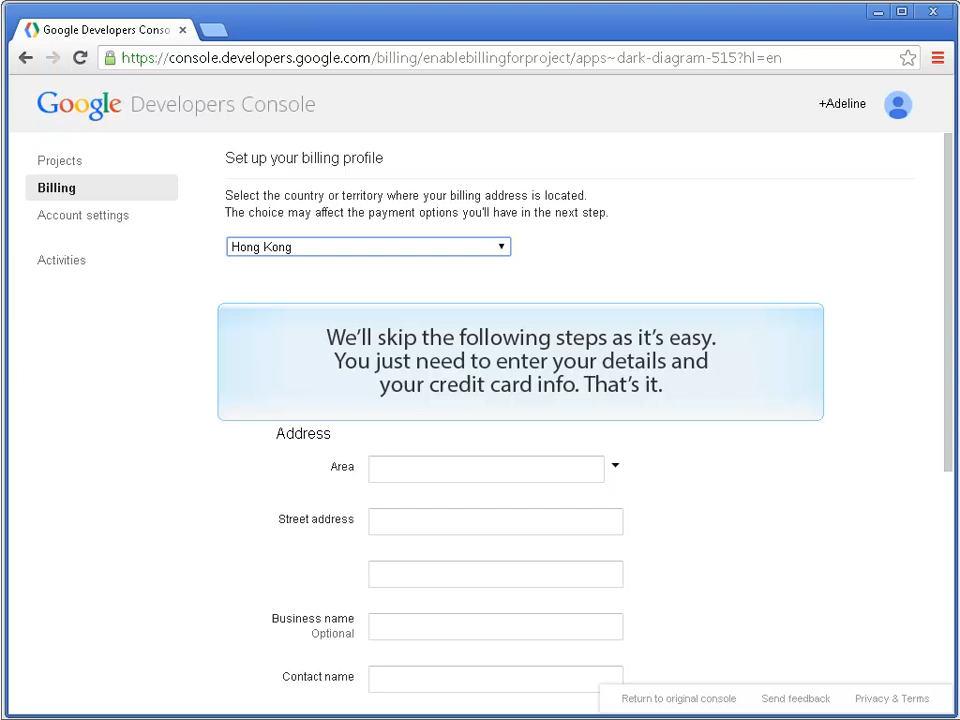 Google Developers Conso
https://console.developers.google.com/billing/enablebillingforproject/apps~dark-diagram-515?hl=en
Google Developers Console
+Adeline
Projects
Billing
Account settings
Activities
Set up your billing profile
Select the country or territory where your billing address is located.
The choice may affect the payment options you'll have in the next step.
Hong Kong
We'll skip the following steps as it's easy.
You just need to enter your details and
your credit card info. That's it.
Address
Area
Street address
Business name
Optional
Contact name
Return to original console
Send feedback
Privacy & Terms